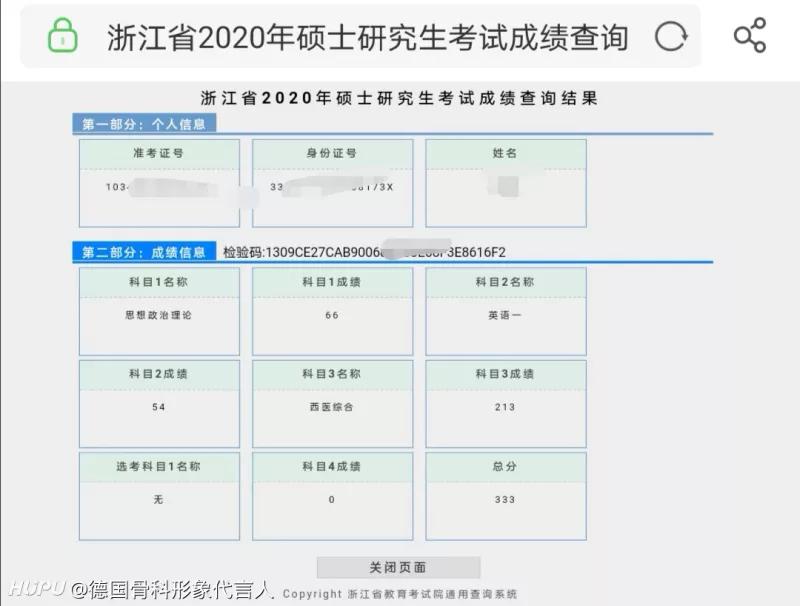 浙江省2020年硕士研究生考试成绩查询
浙江省2020年硕士研究生考试成绩查询结果
第一部分：个人信息
准考证号 身份证号 姓名
103 33 173X
第二部分：成绩信息 检验码:1309CE27CAB9006 3E8616F2
科目1名称 科目1成绩 科目2名称
思想政治理论 66 英语一
科目2成绩 科目3名称 科目3成绩
54 西医综合 213
选考科目1名称 科目4成绩 总分
无 0 333
关闭页面
HUPU @德国骨科形象代言人 Copyright 浙江省教育考试院通用查询系统